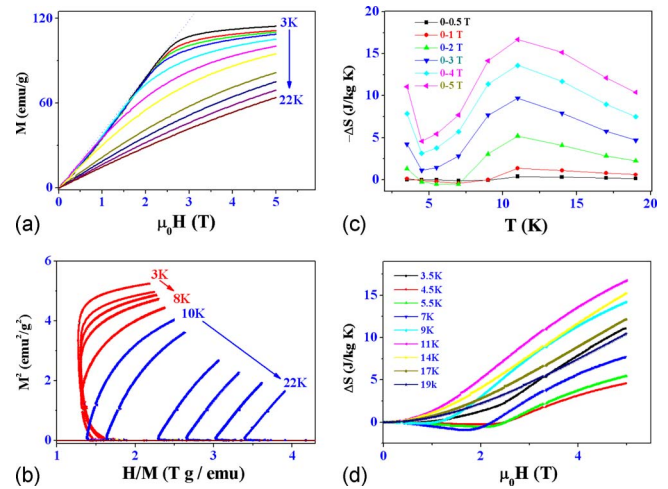 120
90
60
30
0
M (emu/g)
3K
22K
0 1 2 3 4 5
(a)
μ₀H (T)
20
15
10
5
0
−ΔS (J/kg K)
0-0.5 T
0-1 T
0-2 T
0-3 T
0-4 T
0-5 T
5 10 15 20
(c)
T (K)
6
4
2
0
M² (emu²/g²)
3K
8K
10K
22K
1 2 3 4
(b)
H/M (T g / emu)
15
10
5
0
ΔS (J/kg K)
3.5K
4.5K
5.5K
7K
9K
11K
14K
17K
19k
0 2 4 6
(d)
μ₀H (T)